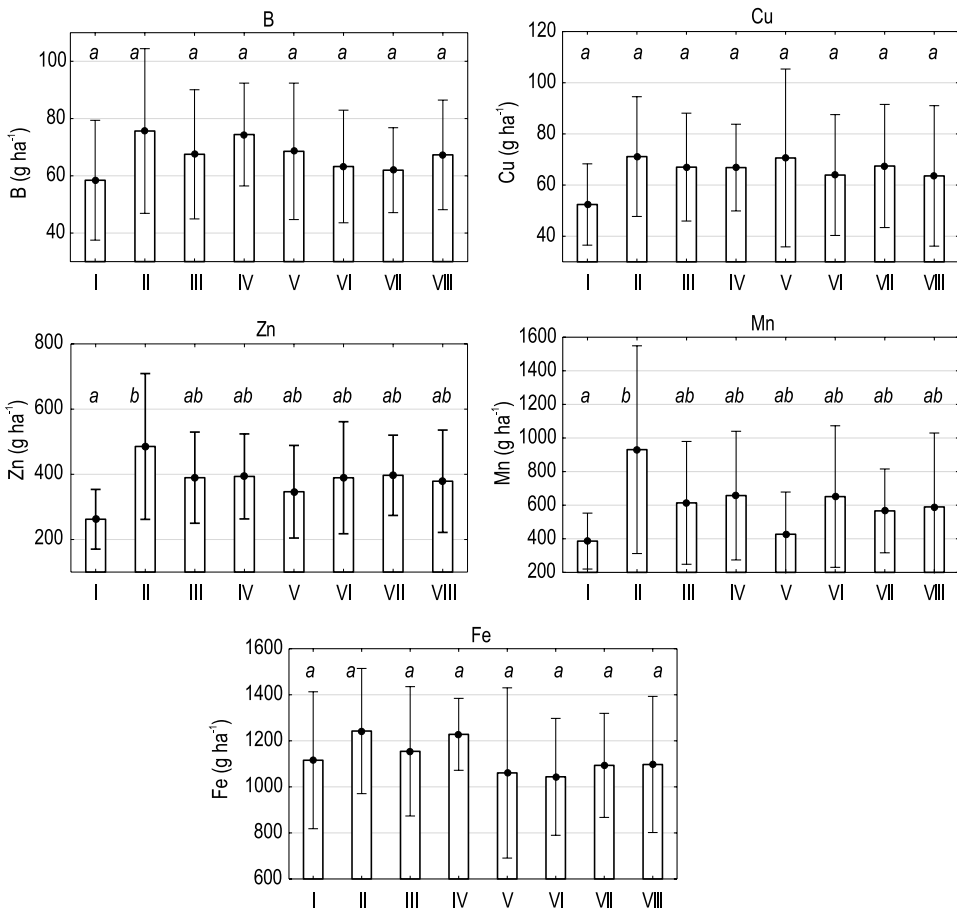 B
B (g ha⁻¹)
100
80
60
40
a a a a a a a a
I II III IV V VI VII VIII
Cu
Cu (g ha⁻¹)
120
100
80
60
40
a a a a a a a a
I II III IV V VI VII VIII
Zn
Zn (g ha⁻¹)
800
600
400
200
a b ab ab ab ab ab ab
I II III IV V VI VII VIII
Mn
Mn (g ha⁻¹)
1600
1400
1200
1000
800
600
400
200
a b ab ab ab ab ab ab
I II III IV V VI VII VIII
Fe
Fe (g ha⁻¹)
1600
1400
1200
1000
800
600
a a a a a a a a
I II III IV V VI VII VIII